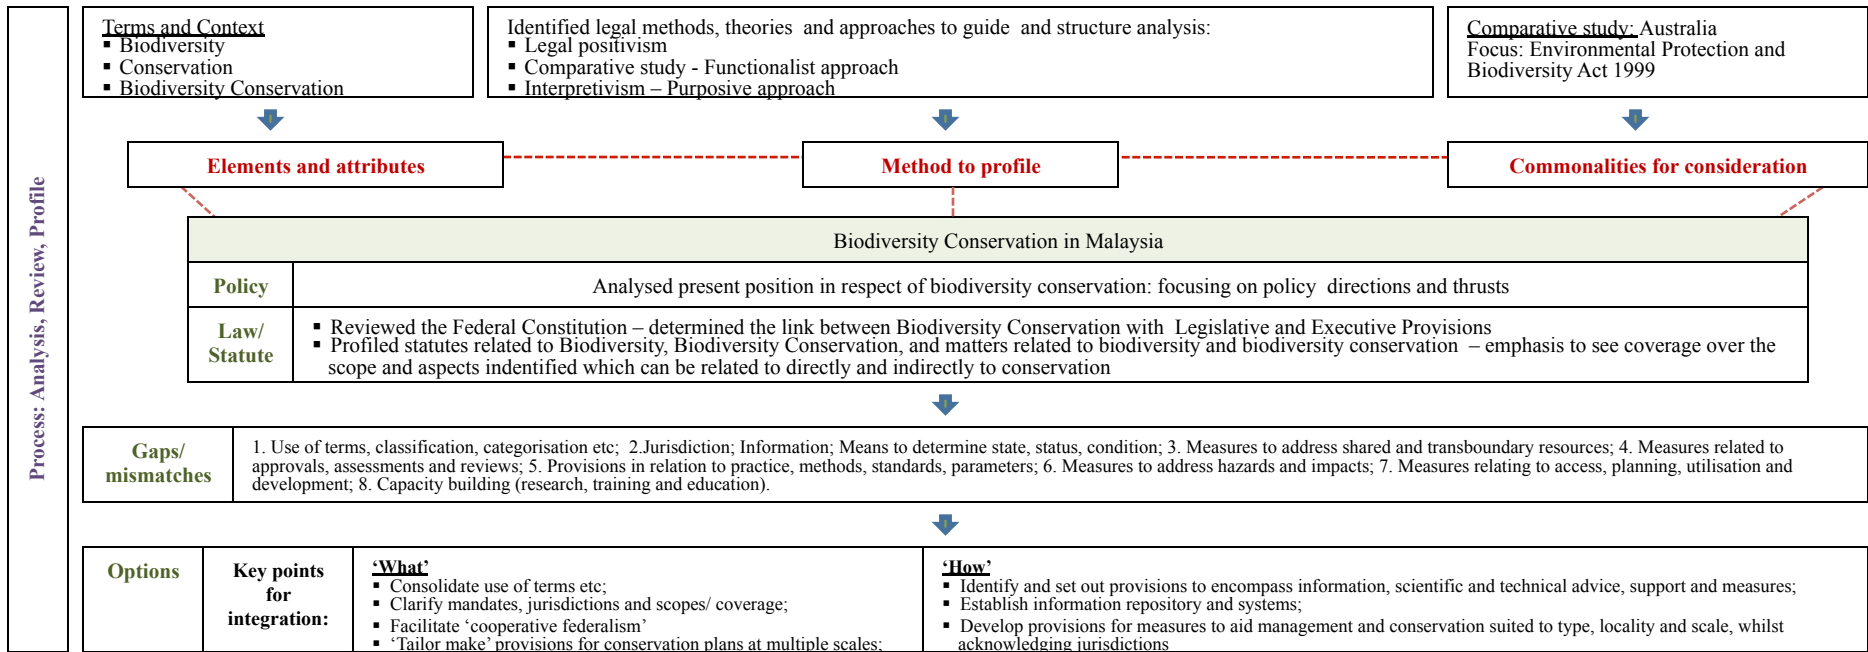 Process: Analysis, Review, Profile
Terms and Context
▪ Biodiversity
▪ Conservation
▪ Biodiversity Conservation
Identified legal methods, theories and approaches to guide and structure analysis:
▪ Legal positivism
▪ Comparative study - Functionalist approach
▪ Interpretivism – Purposive approach
Comparative study: Australia
Focus: Environmental Protection and
Biodiversity Act 1999
Elements and attributes
Method to profile
Commonalities for consideration
Biodiversity Conservation in Malaysia
Policy
Analysed present position in respect of biodiversity conservation: focusing on policy directions and thrusts
Law/
Statute
▪ Reviewed the Federal Constitution – determined the link between Biodiversity Conservation with Legislative and Executive Provisions
▪ Profiled statutes related to Biodiversity, Biodiversity Conservation, and matters related to biodiversity and biodiversity conservation – emphasis to see coverage over the
scope and aspects indentified which can be related to directly and indirectly to conservation
Gaps/
mismatches
1. Use of terms, classification, categorisation etc; 2.Jurisdiction; Information; Means to determine state, status, condition; 3. Measures to address shared and transboundary resources; 4. Measures related to
approvals, assessments and reviews; 5. Provisions in relation to practice, methods, standards, parameters; 6. Measures to address hazards and impacts; 7. Measures relating to access, planning, utilisation and
development; 8. Capacity building (research, training and education).
Options
Key points
for
integration:
‘What’
▪ Consolidate use of terms etc;
▪ Clarify mandates, jurisdictions and scopes/ coverage;
▪ Facilitate ‘cooperative federalism’
▪ ‘Tailor make’ provisions for conservation plans at multiple scales;
‘How’
▪ Identify and set out provisions to encompass information, scientific and technical advice, support and measures;
▪ Establish information repository and systems;
▪ Develop provisions for measures to aid management and conservation suited to type, locality and scale, whilst
acknowledging jurisdictions